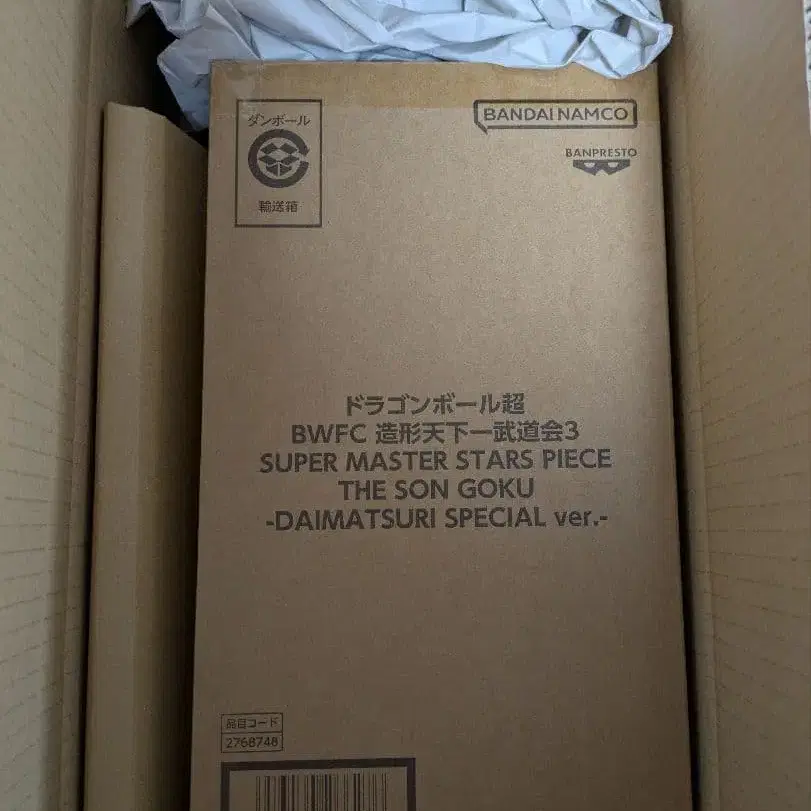 ダンボール
輸送箱
BANDAI NAMCO
BANPRESTO
ドラゴンボール超
BWFC 造形天下一武道会3
SUPER MASTER STARS PIECE
THE SON GOKU
-DAIMATSURI SPECIAL ver.-
品目コード
2768748